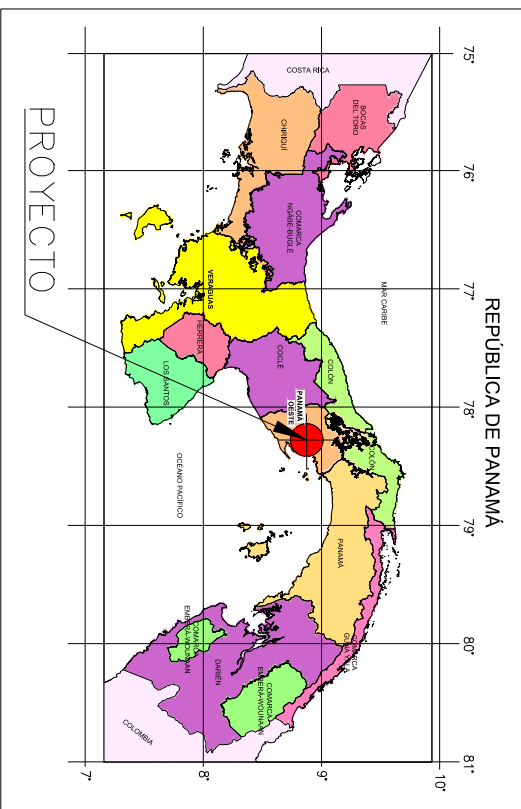 REPÚBLICA DE PANAMÁ
75°
76°
77°
78°
79°
80°
81°
10°
9°
8°
7°
MAR CARIBE
COSTA RICA
BOCAS
DEL TORO
CHIRIQUÍ
COMARCA
NGÄBE-BUGLÉ
VERAGUAS
HERRERA
LOS SANTOS
COCLÉ
COLÓN
COLÓN
PANAMÁ
OESTE
PANAMÁ
COMARCA
GUNA YALA
COMARCA
EMBERÁ-WOUNAAN
DARIÉN
COMARCA
EMBERÁ-WOUNAAN
COLOMBIA
OCÉANO PACÍFICO
PROYECTO